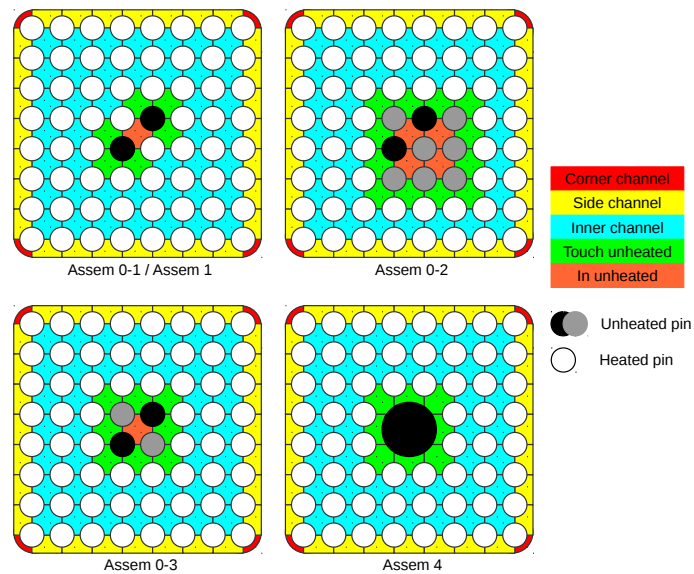 Assem 0-1 / Assem 1
Assem 0-2
Corner channel
Side channel
Inner channel
Touch unheated
In unheated
Unheated pin
Heated pin
Assem 0-3
Assem 4